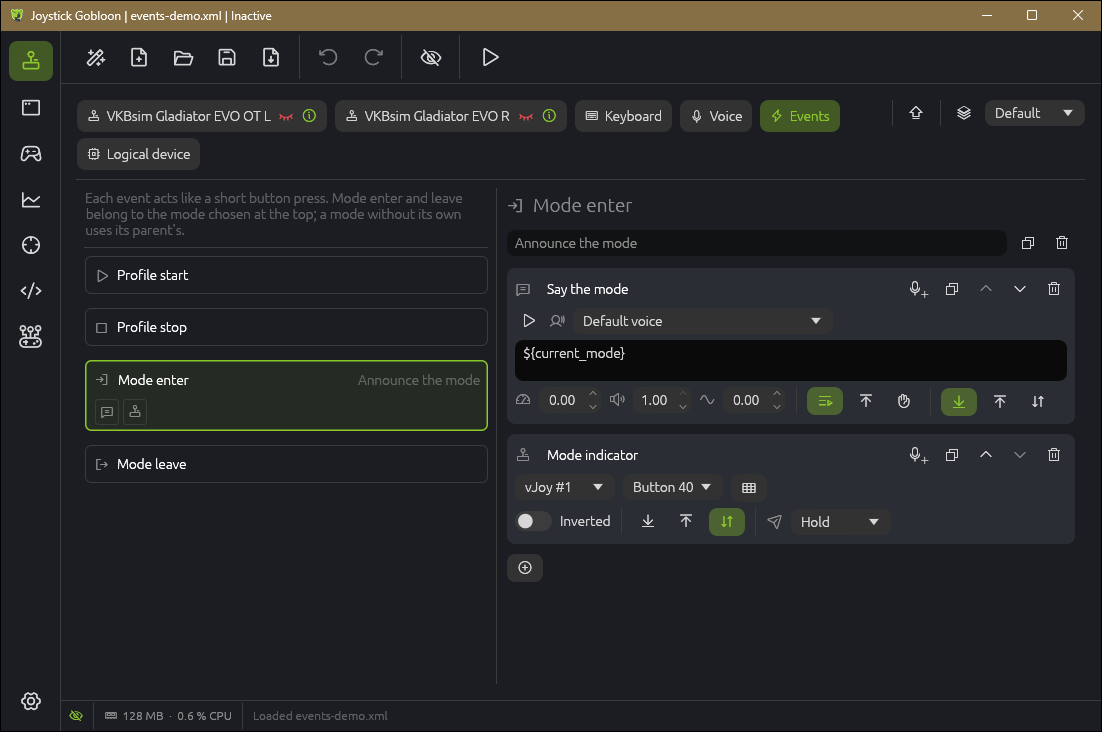 Joystick Gobloon | events-demo.xml | Inactive
VKBsim Gladiator EVO OT L
VKBsim Gladiator EVO R
Keyboard
Voice
Events
Default
Logical device
Each event acts like a short button press. Mode enter and leave
belong to the mode chosen at the top; a mode without its own
uses its parent`s.
Profile start
Profile stop
Mode enter
Announce the mode
Mode leave
Mode enter
Announce the mode
Say the mode
Default voice
${current_mode}
0.00
1.00
0.00
Mode indicator
vJoy #1
Button 40
Inverted
Hold
128 MB · 0.6 % CPU
Loaded events-demo.xml